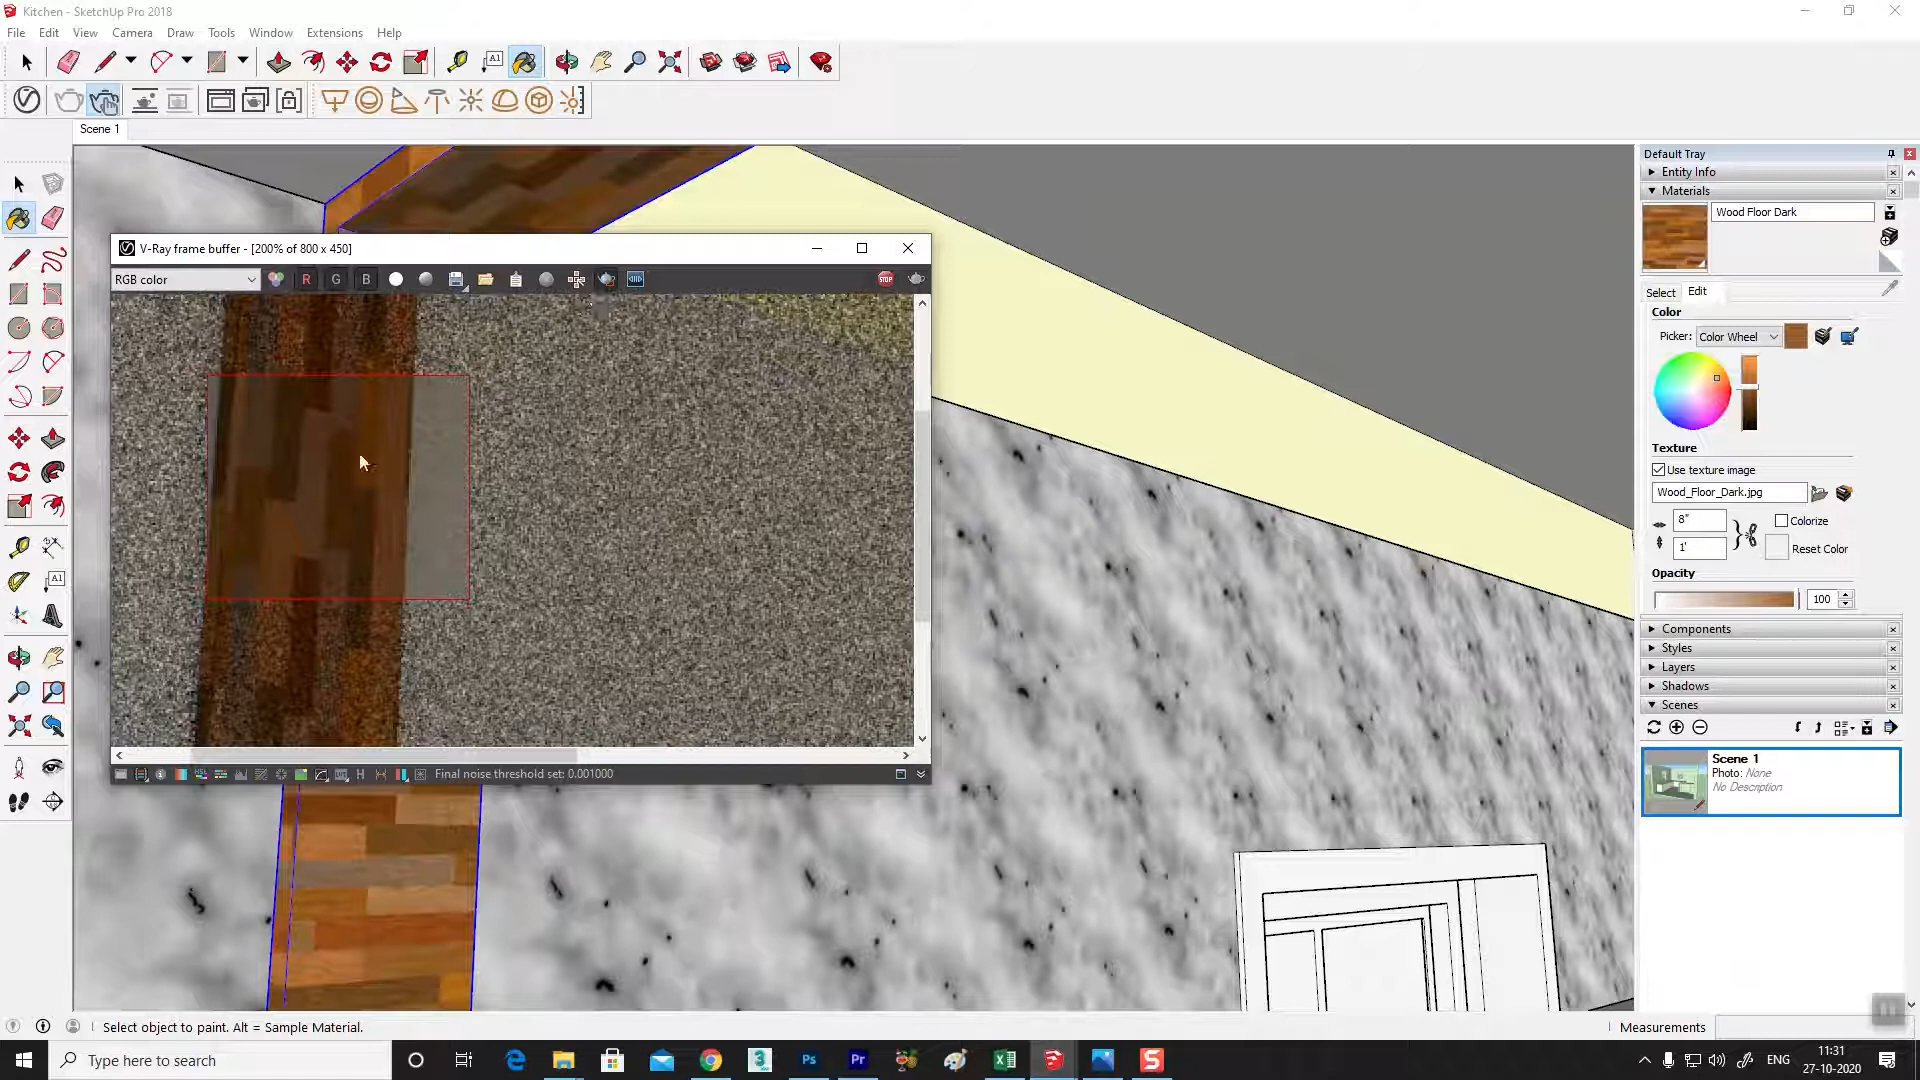 Kitchen - SketchUp Pro 2018
File Edit View Camera Draw Tools Window Extensions Help
Scene 1
Default Tray
Entity Info
Materials
Wood Floor Dark
V-Ray frame buffer - [200% of 800 x 450]
RGB color R G B STOP
Select Edit
Color
Picker: Color Wheel
Texture
Use texture image
Wood_Floor_Dark.jpg
8" Colorize
1' Reset Color
Opacity
100
Components
Styles
Layers
Shadows
Scenes
Scene 1
Photo: None
No Description
Final noise threshold set: 0.001000
Select object to paint. Alt = Sample Material.
Measurements
Type here to search
Ps
Pr
ENG
11:31
27-10-2020